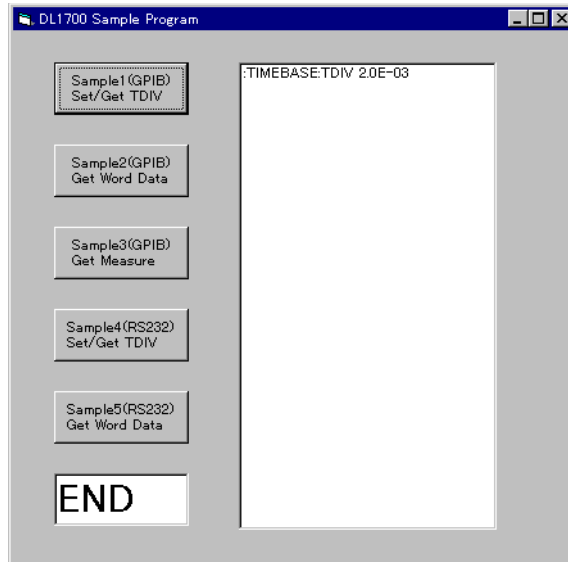 DL1700 Sample Program
Sample1(GPIB)
Set/Get TDIV
Sample2(GPIB)
Get Word Data
Sample3(GPIB)
Get Measure
Sample4(RS232)
Set/Get TDIV
Sample5(RS232)
Get Word Data
END
:TIMEBASE:TDIV 2.0E-03